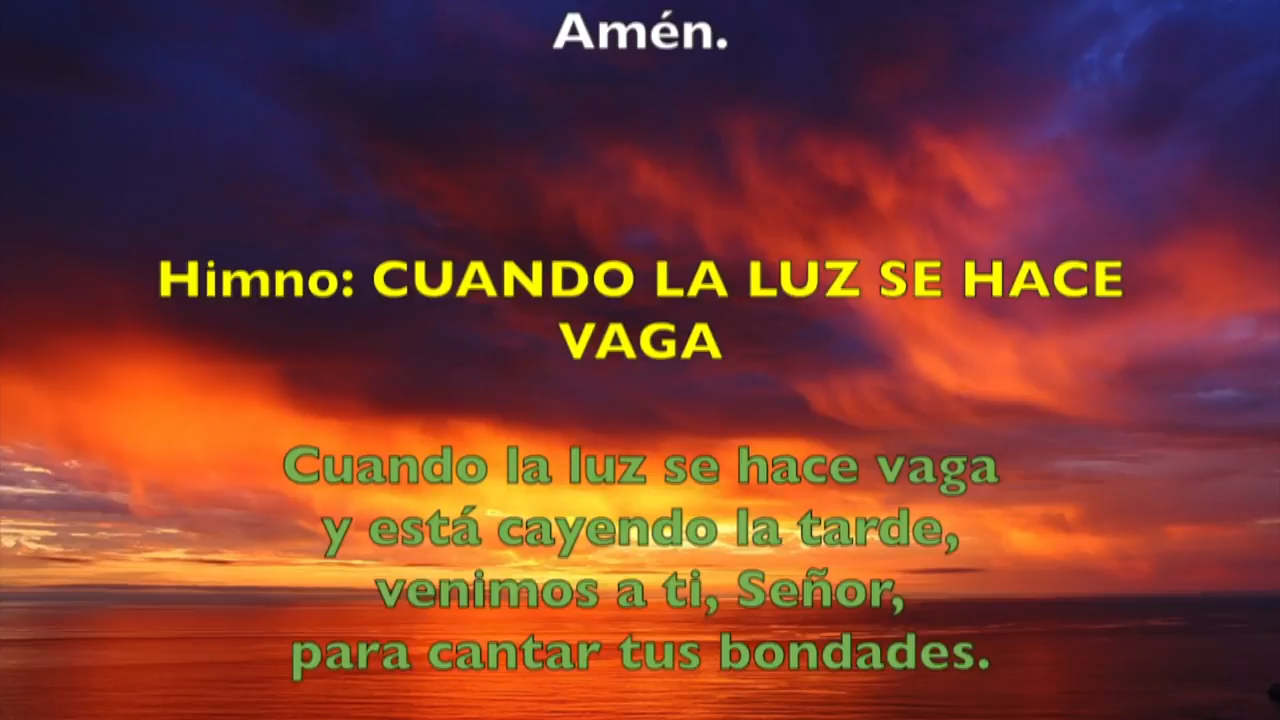 Amén.
Himno: CUANDO LA LUZ SE HACE
VAGA
Cuando la luz se hace vaga
y está cayendo la tarde,
venimos a ti, Señor,
para cantar tus bondades.